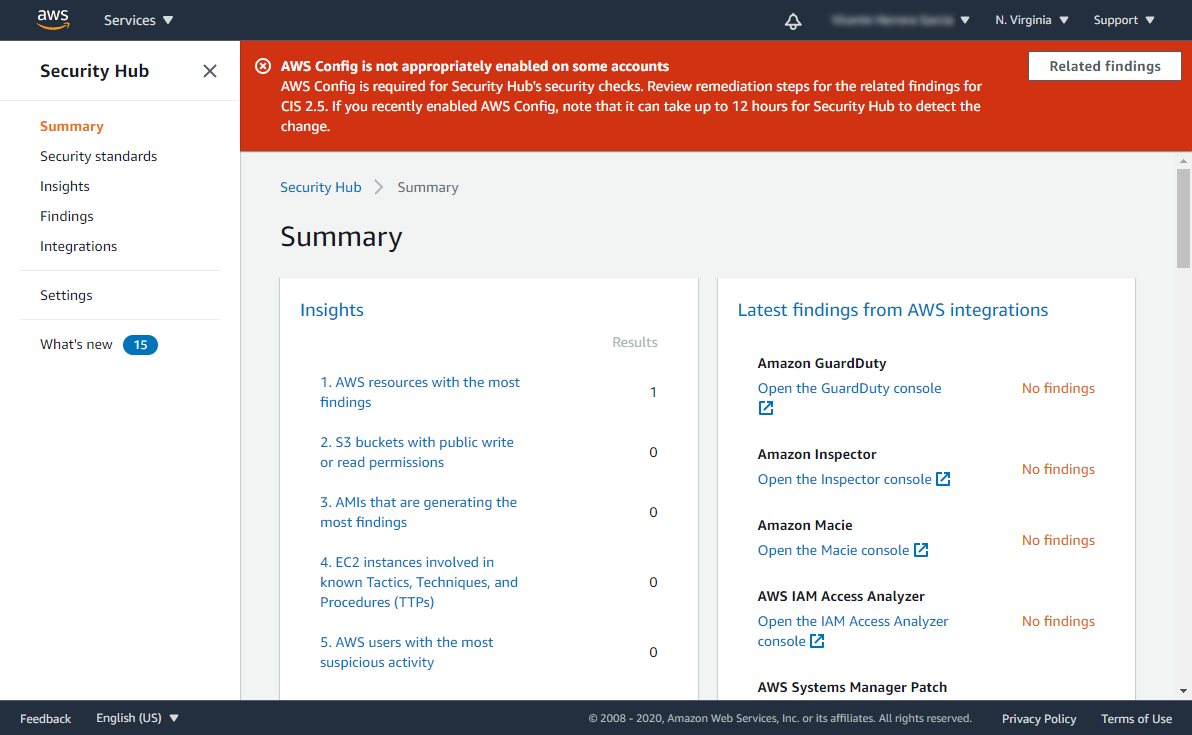 aws
Services
N. Virginia
Support
Security Hub
Summary
Security standards
Insights
Findings
Integrations
Settings
What's new 15
AWS Config is not appropriately enabled on some accounts
AWS Config is required for Security Hub's security checks. Review remediation steps for the related findings for
CIS 2.5. If you recently enabled AWS Config, note that it can take up to 12 hours for Security Hub to detect the
change.
Related findings
Security Hub
Summary
Summary
Insights
Results
1. AWS resources with the most
findings
1
2. S3 buckets with public write
or read permissions
0
3. AMIs that are generating the
most findings
0
4. EC2 instances involved in
known Tactics, Techniques, and
Procedures (TTPs)
0
5. AWS users with the most
suspicious activity
0
Latest findings from AWS integrations
Amazon GuardDuty
Open the GuardDuty console
No findings
Amazon Inspector
Open the Inspector console
No findings
Amazon Macie
Open the Macie console
No findings
AWS IAM Access Analyzer
Open the IAM Access Analyzer
console
No findings
AWS Systems Manager Patch
Feedback
English (US)
© 2008 - 2020, Amazon Web Services, Inc. or its affiliates. All rights reserved.
Privacy Policy
Terms of Use